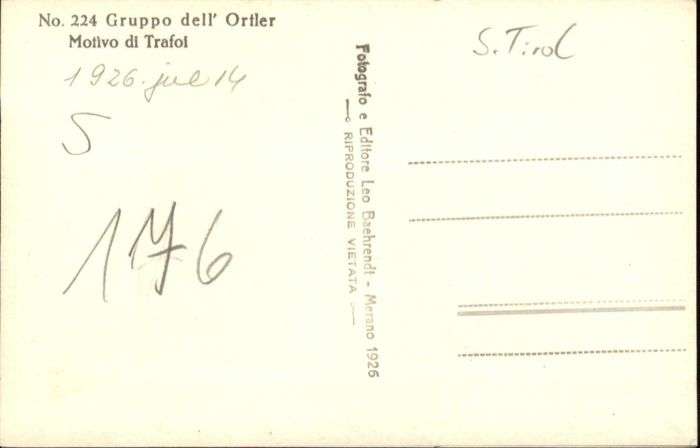 No. 224 Gruppo dell' Ortler
Motivo di Trafoi
1926. jul 14
S
176
Fotografo e Editore Leo Baehrendt - Merano 1926
RIPRODUZIONE VIETATA
S. Tirol